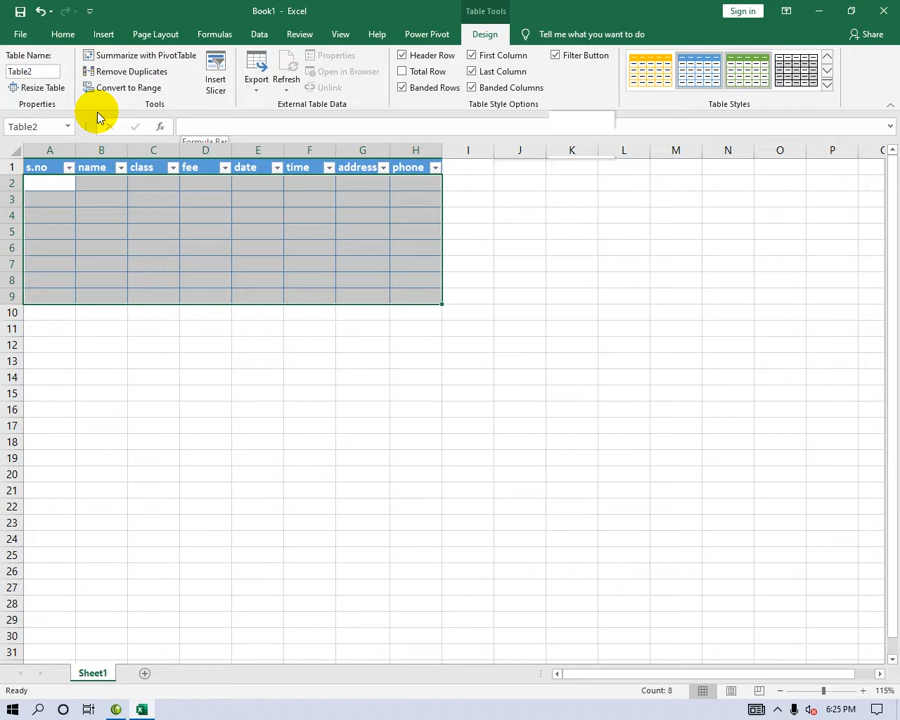 Book1 - Excel
Table Tools
Sign in
File
Home
Insert
Page Layout
Formulas
Data
Review
View
Help
Power Pivot
Design
Tell me what you want to do
Share
Table Name:
Table2
Resize Table
Properties
Summarize with PivotTable
Remove Duplicates
Convert to Range
Tools
Insert
Slicer
Export
Refresh
Properties
Open in Browser
Unlink
External Table Data
Header Row
Total Row
Banded Rows
First Column
Last Column
Banded Columns
Filter Button
Table Style Options
Table Styles
Table2
fx
Formula Bar
A B C D E F G H I J K L M N O P Q
1 s.no name class fee date time address phone
2
3
4
5
6
7
8
9
10
11
12
13
14
15
16
17
18
19
20
21
22
23
24
25
26
27
28
29
30
31
Sheet1
Ready
Count: 8
115%
6:25 PM